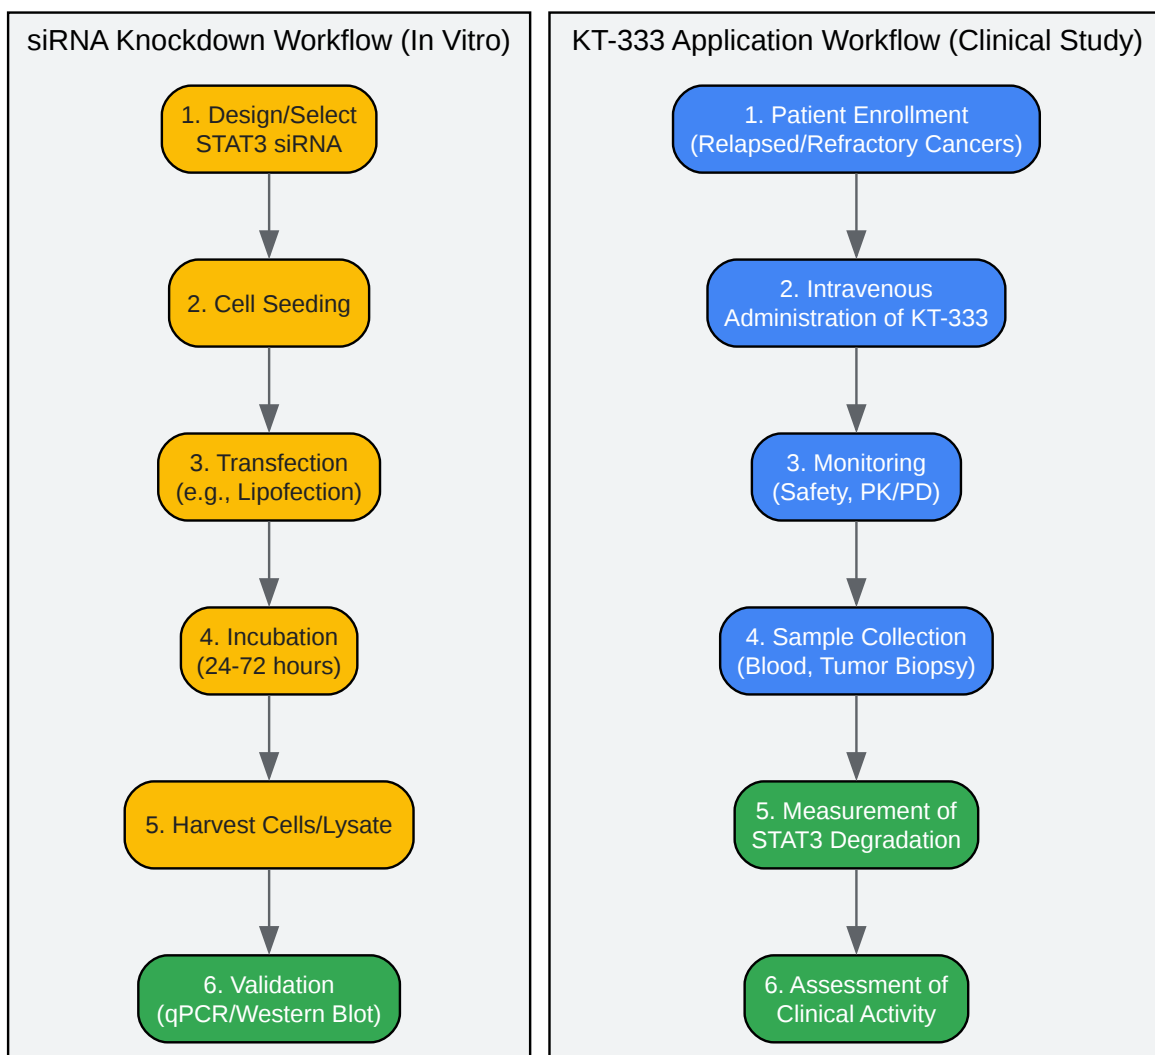 siRNA Knockdown Workflow (In Vitro)
1. Design/Select
STAT3 siRNA
2. Cell Seeding
3. Transfection
(e.g., Lipofection)
4. Incubation
(24-72 hours)
5. Harvest Cells/Lysate
6. Validation
(qPCR/Western Blot)
KT-333 Application Workflow (Clinical Study)
1. Patient Enrollment
(Relapsed/Refractory Cancers)
2. Intravenous
Administration of KT-333
3. Monitoring
(Safety, PK/PD)
4. Sample Collection
(Blood, Tumor Biopsy)
5. Measurement of
STAT3 Degradation
6. Assessment of
Clinical Activity